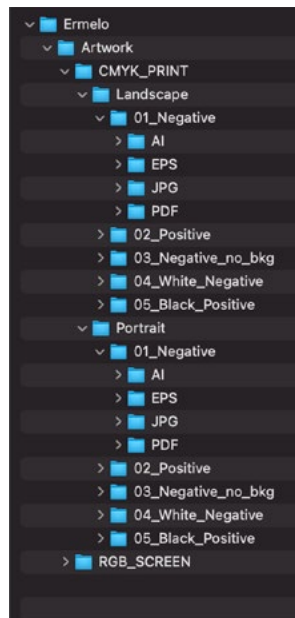 Ermelo
Artwork
CMYK_PRINT
Landscape
01_Negative
AI
EPS
JPG
PDF
02_Positive
03_Negative_no_bkg
04_White_Negative
05_Black_Positive
Portrait
01_Negative
AI
EPS
JPG
PDF
02_Positive
03_Negative_no_bkg
04_White_Negative
05_Black_Positive
RGB_SCREEN